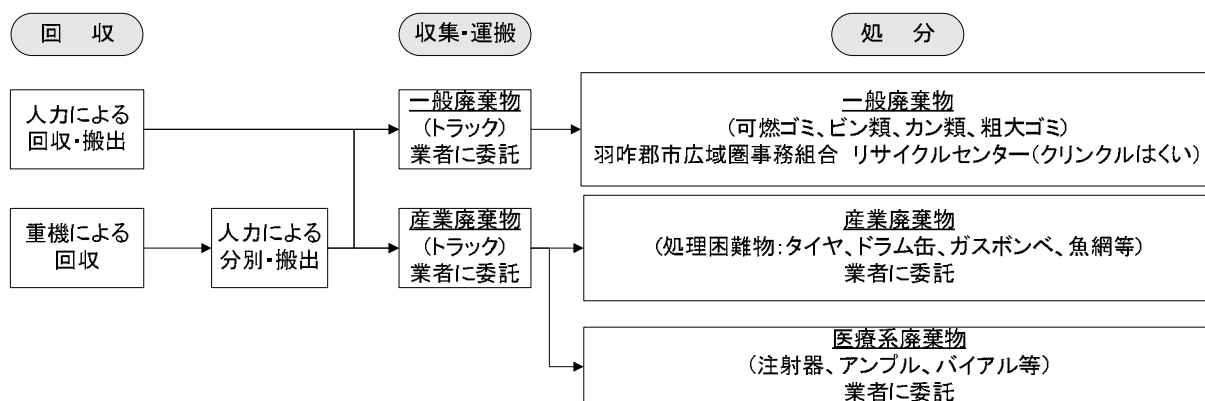 回 収
収集・運搬
処 分
人力による
回収・搬出
一般廃棄物
(トラック)
業者に委託
一般廃棄物
(可燃ゴミ、ビン類、カン類、粗大ゴミ)
羽咋郡市広域圏事務組合 リサイクルセンター(クリンクルはくい)
重機による
回収
人力による
分別・搬出
産業廃棄物
(トラック)
業者に委託
産業廃棄物
(処理困難物:タイヤ、ドラム缶、ガスボンベ、魚網等)
業者に委託
医療系廃棄物
(注射器、アンプル、バイアル等)
業者に委託